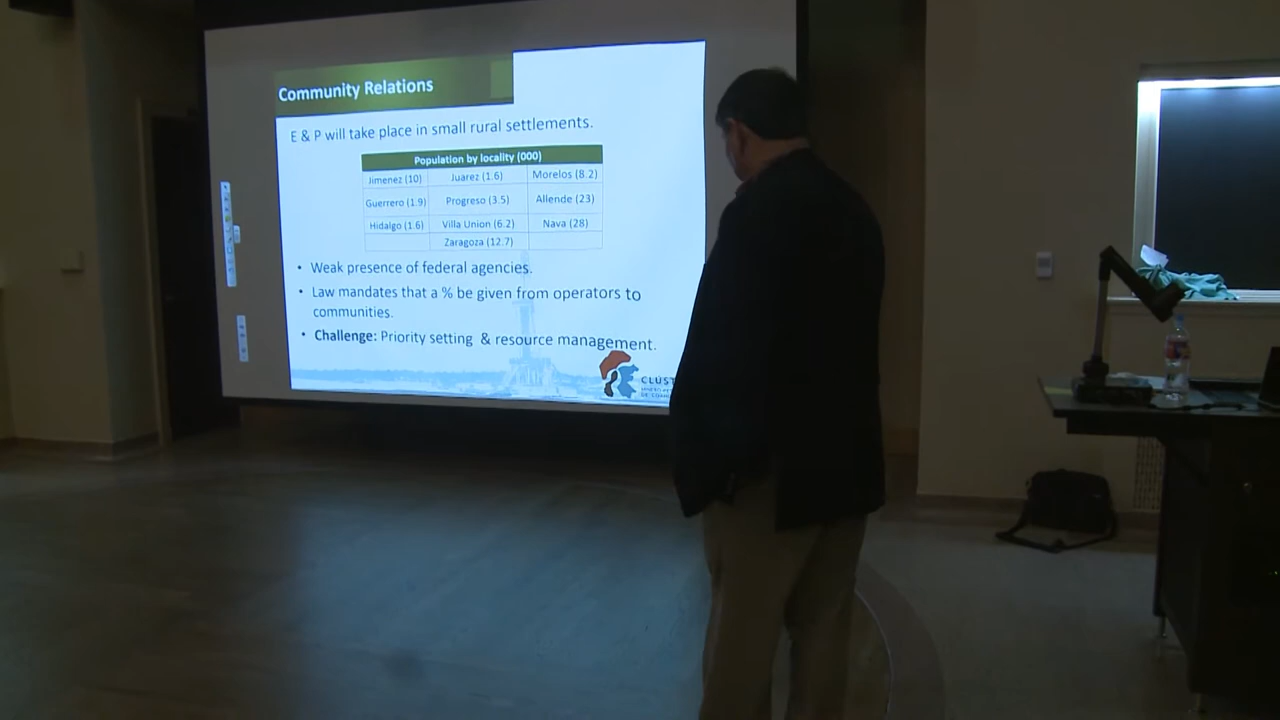 Community Relations
E & P will take place in small rural settlements.
Population by locality (000)
Jimenez (10) Juarez (1.6) Morelos (8.2)
Guerrero (1.9) Progreso (3.5) Allende (23)
Hidalgo (1.6) Villa Union (6.2) Nava (28)
Zaragoza (12.7)
• Weak presence of federal agencies.
• Law mandates that a % be given from operators to
communities.
• Challenge: Priority setting & resource management.
CLUST